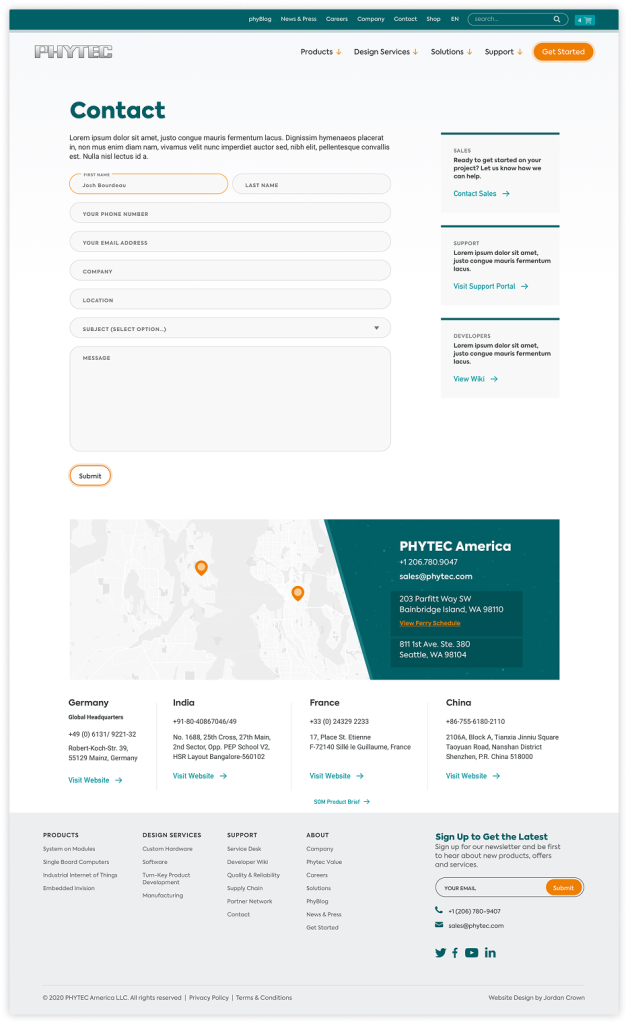 phyBlog News & Press Careers Company Contact Shop EN search... 4
PHYTEC
Products Design Services Solutions Support Get Started
Contact
Lorem ipsum dolor sit amet, justo congue mauris fermentum lacus. Dignissim hymenaeos placerat
in, non mus enim diam nam, vivamus velit nunc imperdiet auctor sed, nibh elit, pellentesque convallis
est. Nulla nisl lectus id a.
FIRST NAME
Josh Bourdeau
LAST NAME
YOUR PHONE NUMBER
YOUR EMAIL ADDRESS
COMPANY
LOCATION
SUBJECT (SELECT OPTION...)
MESSAGE
Submit
SALES
Ready to get started on your
project? Let us know how we
can help.
Contact Sales
SUPPORT
Lorem ipsum dolor sit amet,
justo congue mauris fermentum
lacus.
Visit Support Portal
DEVELOPERS
Lorem ipsum dolor sit amet,
justo congue mauris fermentum
lacus.
View Wiki
PHYTEC America
+1 206.780.9047
sales@phytec.com
203 Parfitt Way SW
Bainbridge Island, WA 98110
View Ferry Schedule
811 1st Ave. Ste. 380
Seattle, WA 98104
Germany
Global Headquarters
+49 (0) 6131/ 9221-32
Robert-Koch-Str. 39,
55129 Mainz, Germany
Visit Website
India
+91-80-40867046/49
No. 1688, 25th Cross, 27th Main,
2nd Sector, Opp. PEP School V2,
HSR Layout Bangalore-560102
Visit Website
France
+33 (0) 24329 2233
17, Place St. Etienne
F-72140 Sillé le Guillaume, France
Visit Website
SOM Product Brief
China
+86-755-6180-2110
2106A, Block A, Tianxia Jinniu Square
Taoyuan Road, Nanshan District
Shenzhen, P.R. China 518000
Visit Website
PRODUCTS
System on Modules
Single Board Computers
Industrial Internet of Things
Embedded Invision
DESIGN SERVICES
Custom Hardware
Software
Turn-Key Product
Development
Manufacturing
SUPPORT
Service Desk
Developer Wiki
Quality & Reliability
Supply Chain
Partner Network
Contact
ABOUT
Company
Phytec Value
Careers
Solutions
PhyBlog
News & Press
Get Started
Sign Up to Get the Latest
Sign up for our newsletter and be first
to hear about new products, offers
and services.
YOUR EMAIL Submit
+1 (206) 780-9407
sales@phytec.com
© 2020 PHYTEC America LLC. All rights reserved | Privacy Policy | Terms & Conditions
Website Design by Jordan Crown